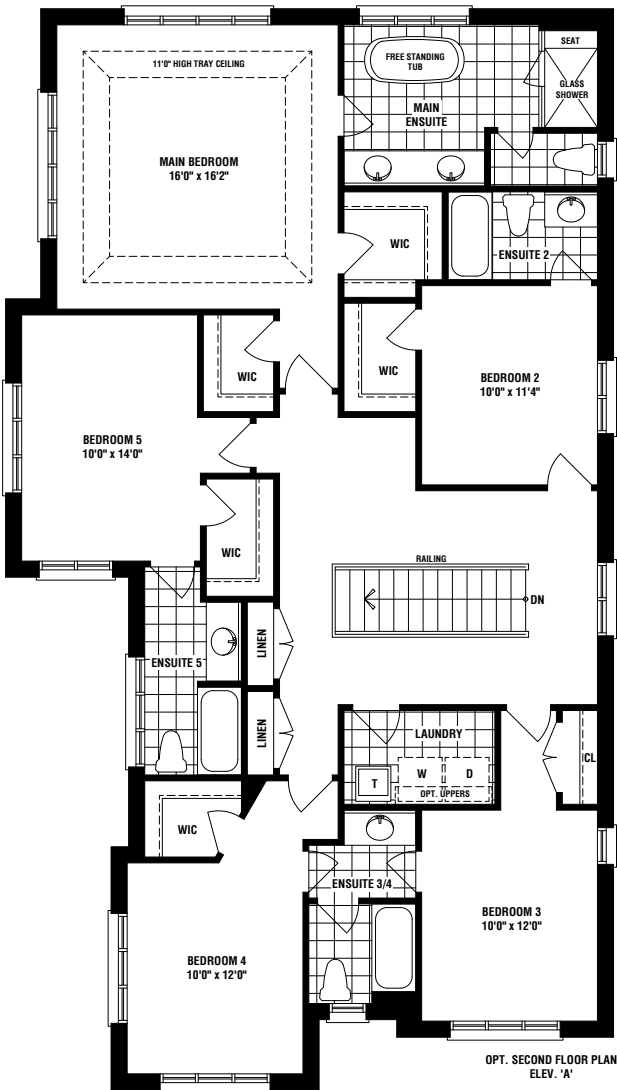 11'0" HIGH TRAY CEILING
MAIN BEDROOM
16'0" x 16'2"
FREE STANDING
TUB
SEAT
GLASS
SHOWER
MAIN
ENSUITE
WIC
ENSUITE 2
WIC
WIC
BEDROOM 2
10'0" x 11'4"
BEDROOM 5
10'0" x 14'0"
WIC
RAILING
DN
ENSUITE 5
LINEN
LINEN
LAUNDRY
T
W
D
OPT. UPPERS
CL
WIC
ENSUITE 3/4
BEDROOM 3
10'0" x 12'0"
BEDROOM 4
10'0" x 12'0"
OPT. SECOND FLOOR PLAN
ELEV. 'A'